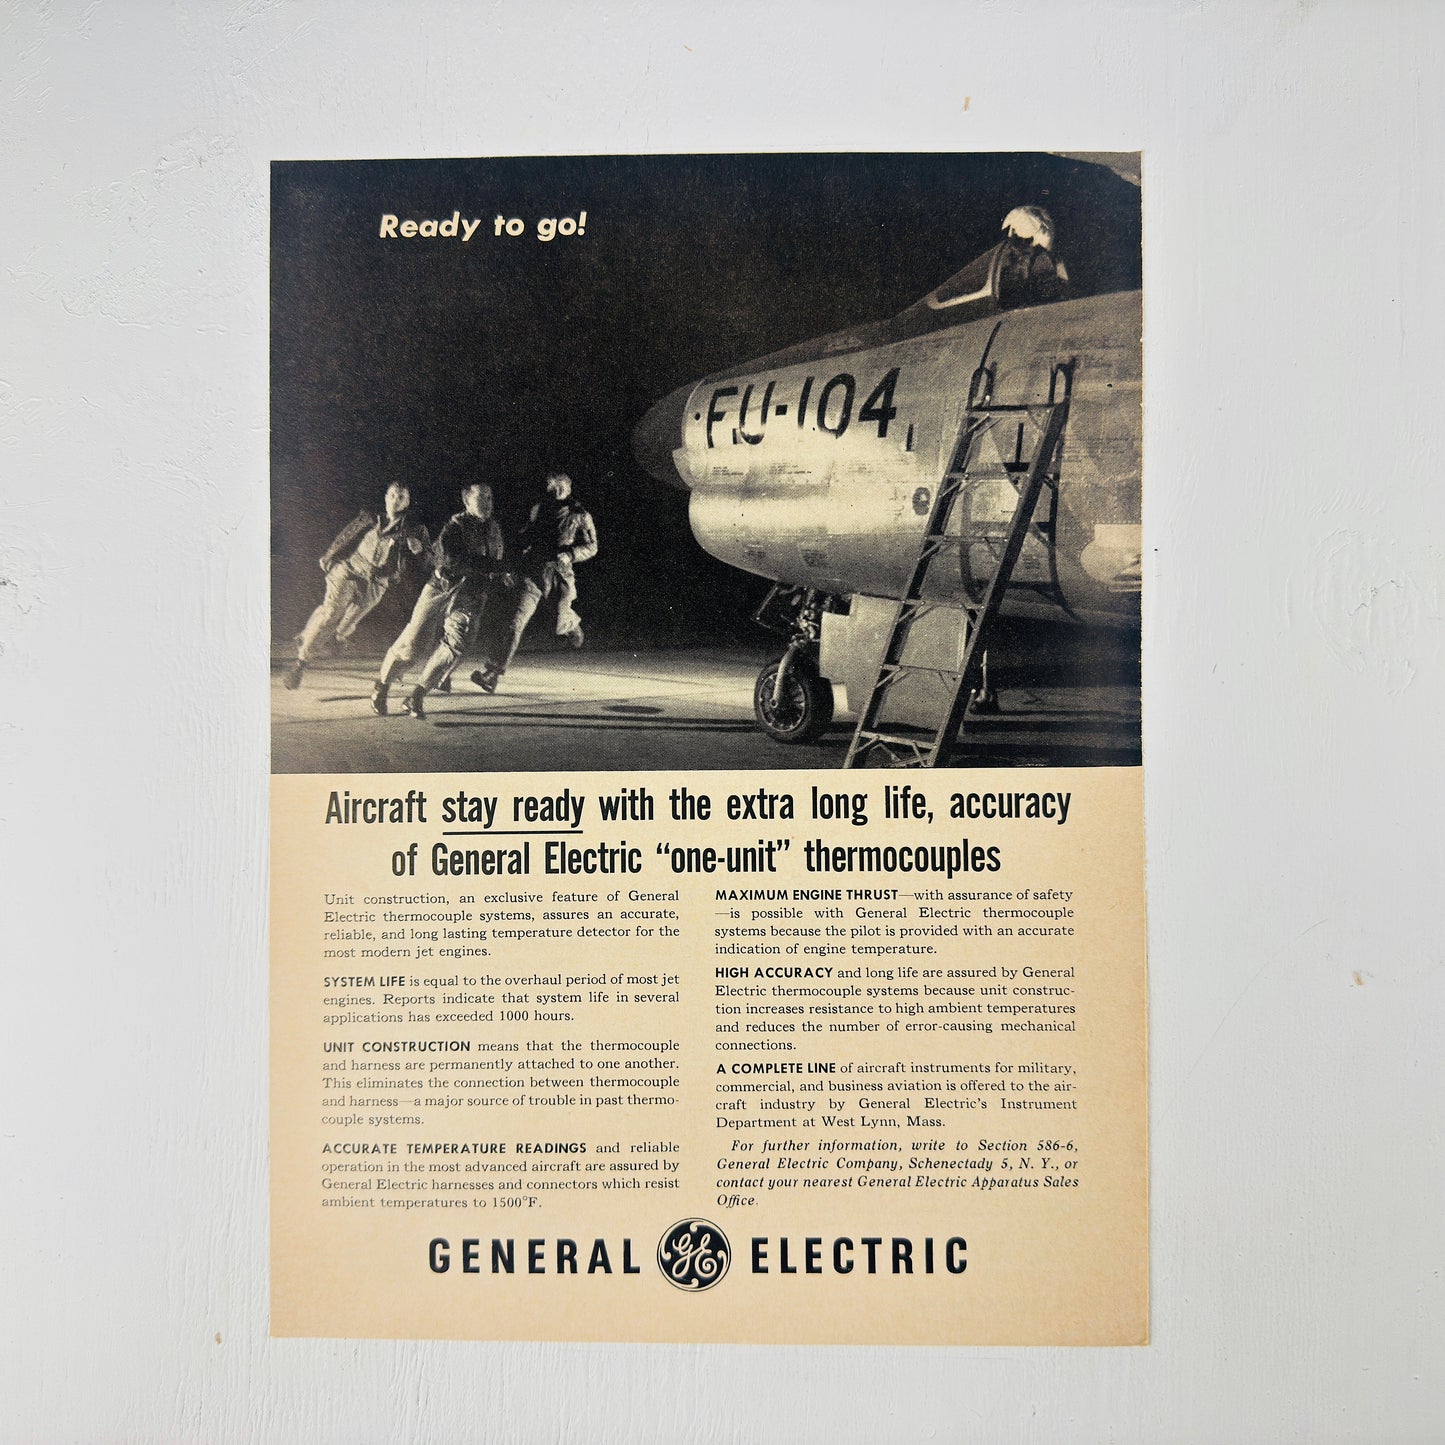 Ready to go!
FU-104
Aircraft stay ready with the extra long life, accuracy
of General Electric “one-unit” thermocouples
Unit construction, an exclusive feature of General
Electric thermocouple systems, assures an accurate,
reliable, and long lasting temperature detector for the
most modern jet engines.
SYSTEM LIFE is equal to the overhaul period of most jet
engines. Reports indicate that system life in several
applications has exceeded 1000 hours.
UNIT CONSTRUCTION means that the thermocouple
and harness are permanently attached to one another.
This eliminates the connection between thermocouple
and harness—a major source of trouble in past thermo-
couple systems.
ACCURATE TEMPERATURE READINGS and reliable
operation in the most advanced aircraft are assured by
General Electric harnesses and connectors which resist
ambient temperatures to 1500°F.
MAXIMUM ENGINE THRUST—with assurance of safety
—is possible with General Electric thermocouple
systems because the pilot is provided with an accurate
indication of engine temperature.
HIGH ACCURACY and long life are assured by General
Electric thermocouple systems because unit construc-
tion increases resistance to high ambient temperatures
and reduces the number of error-causing mechanical
connections.
A COMPLETE LINE of aircraft instruments for military,
commercial, and business aviation is offered to the air-
craft industry by General Electric's Instrument
Department at West Lynn, Mass.
For further information, write to Section 586-6,
General Electric Company, Schenectady 5, N. Y., or
contact your nearest General Electric Apparatus Sales
Office.
GENERAL GE ELECTRIC